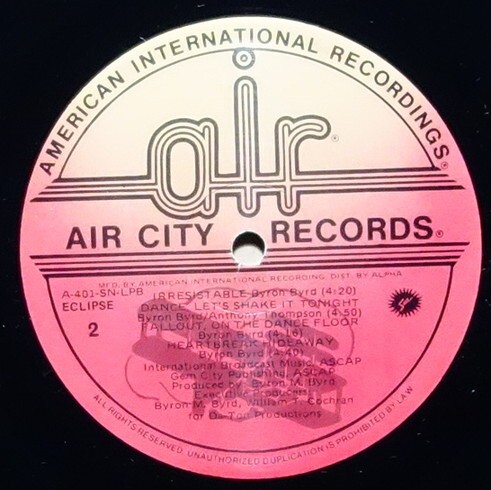 AMERICAN INTERNATIONAL RECORDINGS®
air®
AIR CITY RECORDS®
MFD. BY AMERICAN INTERNATIONAL RECORDING, DIST. BY ALPHA
A-401-SN-LPB
ECLIPSE
2
IRRESISTABLE Byron Byrd (4:20)
DANCE, LET'S SHAKE IT TONIGHT
Byron Byrd/Anthony Thompson (4:50)
FALLOUT, ON THE DANCE FLOOR
Byron Byrd (4:16)
HEARTBREAK HIDEAWAY
Byron Byrd (4:40)
International Broadcast Music, ASCAP
Gem City Publishing, ASCAP
Produced by: Byron M. Byrd
Executive Producers:
Byron M. Byrd, William T. Cochran
for Da-Ton Productions
ALL RIGHTS RESERVED. UNAUTHORIZED DUPLICATION IS PROHIBITED BY LAW